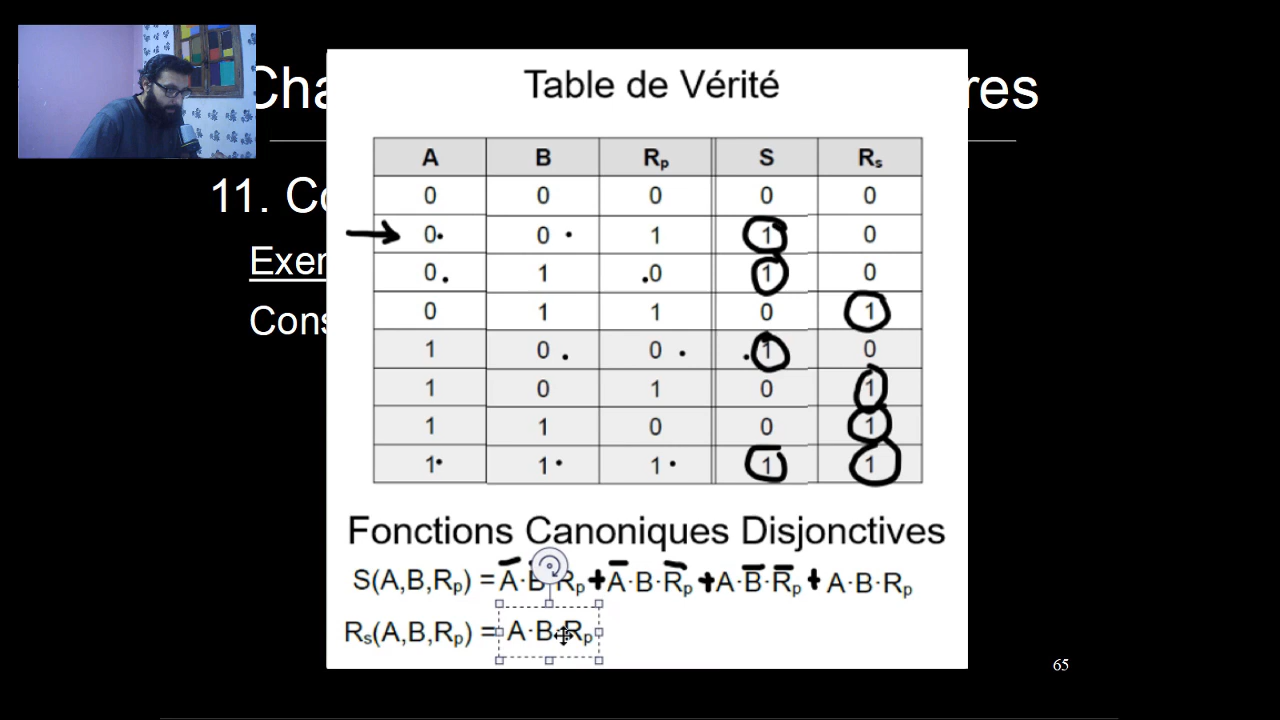 Cha res
Table de Vérité
A B Rₚ S Rₛ
0 0 0 0 0
0 0 1 1 0
0 1 0 1 0
0 1 1 0 1
1 0 0 1 0
1 0 1 0 1
1 1 0 0 1
1 1 1 1 1
11. Co
Exer
Cons
Fonctions Canoniques Disjonctives
S(A,B,Rₚ) = A̅·B̅·Rₚ + A̅·B·R̅ₚ + A·B̅·R̅ₚ + A·B·Rₚ
Rₛ(A,B,Rₚ) = A·B·Rₚ
65